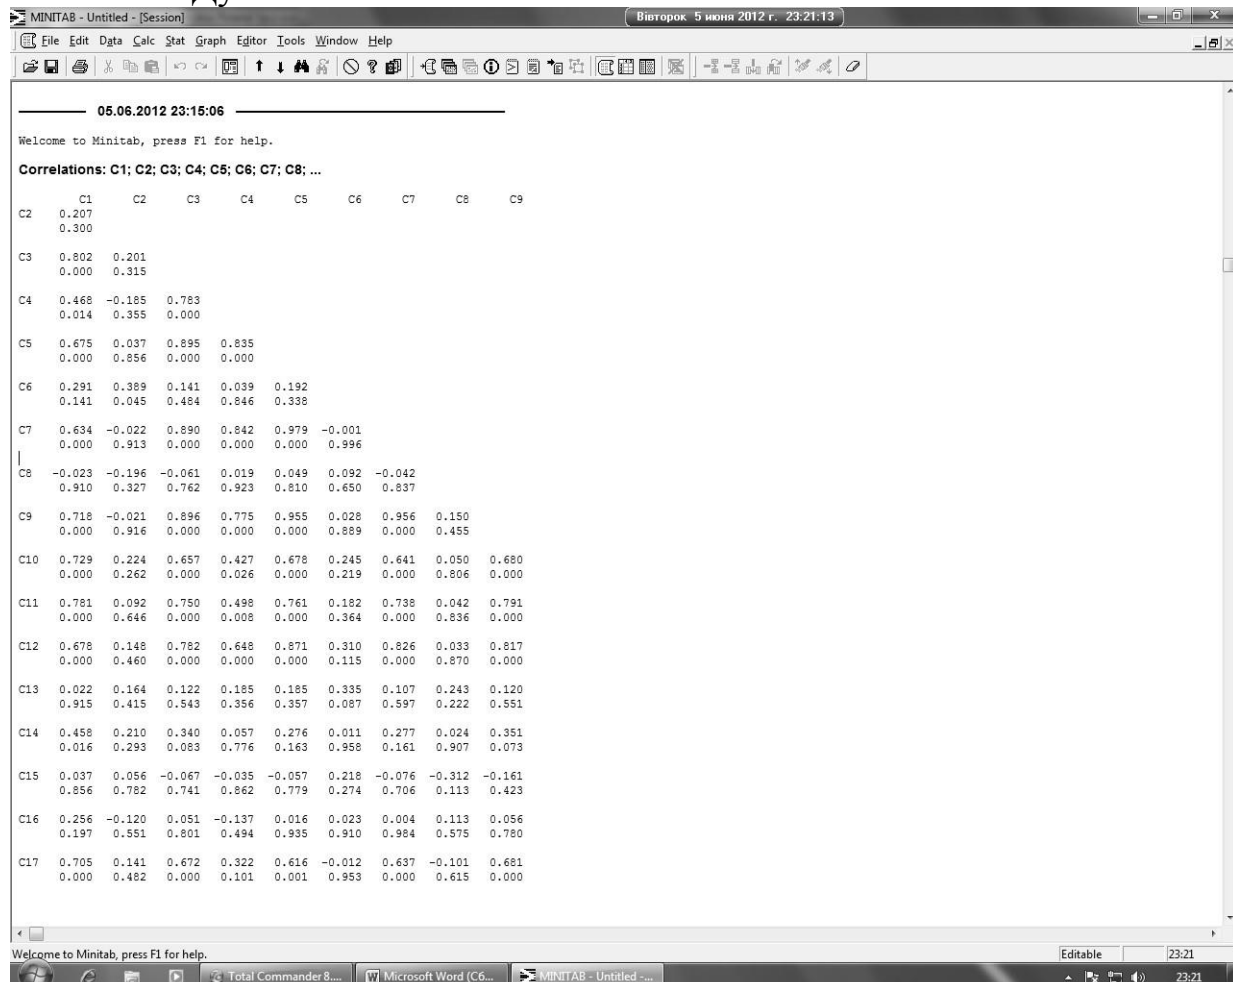 MINITAB - Untitled - [Session]
Вівторок 5 июня 2012 г. 23:21:13
File Edit Data Calc Stat Graph Editor Tools Window Help
05.06.2012 23:15:06
Welcome to Minitab, press F1 for help.
Correlations: C1; C2; C3; C4; C5; C6; C7; C8; ...
C1 C2 C3 C4 C5 C6 C7 C8 C9
C2 0.207
0.300
C3 0.802 0.201
0.000 0.315
C4 0.468 -0.185 0.783
0.014 0.355 0.000
C5 0.675 0.037 0.895 0.835
0.000 0.856 0.000 0.000
C6 0.291 0.389 0.141 0.039 0.192
0.141 0.045 0.484 0.846 0.338
C7 0.634 -0.022 0.890 0.842 0.979 -0.001
0.000 0.913 0.000 0.000 0.000 0.996
C8 -0.023 -0.196 -0.061 0.019 0.049 0.092 -0.042
0.910 0.327 0.762 0.923 0.810 0.650 0.837
C9 0.718 -0.021 0.896 0.775 0.955 0.028 0.956 0.150
0.000 0.916 0.000 0.000 0.000 0.889 0.000 0.455
C10 0.729 0.224 0.657 0.427 0.678 0.245 0.641 0.050 0.680
0.000 0.262 0.000 0.026 0.000 0.219 0.000 0.806 0.000
C11 0.781 0.092 0.750 0.498 0.761 0.182 0.738 0.042 0.791
0.000 0.646 0.000 0.008 0.000 0.364 0.000 0.836 0.000
C12 0.678 0.148 0.782 0.648 0.871 0.310 0.826 0.033 0.817
0.000 0.460 0.000 0.000 0.000 0.115 0.000 0.870 0.000
C13 0.022 0.164 0.122 0.185 0.185 0.335 0.107 0.243 0.120
0.915 0.415 0.543 0.356 0.357 0.087 0.597 0.222 0.551
C14 0.458 0.210 0.340 0.057 0.276 0.011 0.277 0.024 0.351
0.016 0.293 0.083 0.776 0.163 0.958 0.161 0.907 0.073
C15 0.037 0.056 -0.067 -0.035 -0.057 0.218 -0.076 -0.312 -0.161
0.856 0.782 0.741 0.862 0.779 0.274 0.706 0.113 0.423
C16 0.256 -0.120 0.051 -0.137 0.016 0.023 0.004 0.113 0.056
0.197 0.551 0.801 0.494 0.935 0.910 0.984 0.575 0.780
C17 0.705 0.141 0.672 0.322 0.616 -0.012 0.637 -0.101 0.681
0.000 0.482 0.000 0.101 0.001 0.953 0.000 0.615 0.000
Welcome to Minitab, press F1 for help.
Editable 23:21
Total Commander 8.... Microsoft Word (C6... MINITAB - Untitled -... 23:21